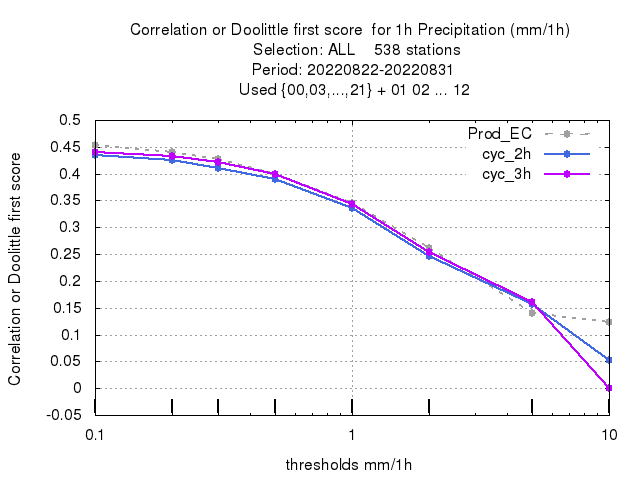 Correlation or Doolittle first score  for 1h Precipitation (mm/1h)
Selection: ALL    538 stations
Period: 20220822-20220831
Used {00,03,...,21} + 01 02 ... 12
Correlation or Doolittle first score
0.5
0.45
0.4
0.35
0.3
0.25
0.2
0.15
0.1
0.05
0
-0.05
Prod_EC
cyc_2h
cyc_3h
0.1 1 10
thresholds mm/1h